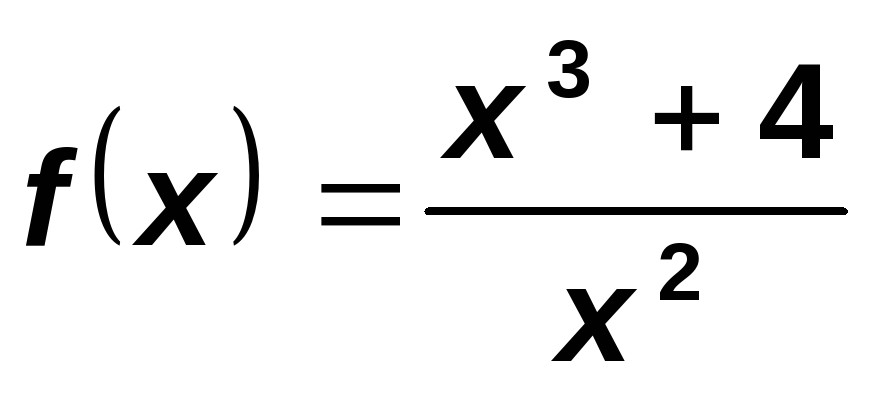 f(x) = (x³ + 4) / x²